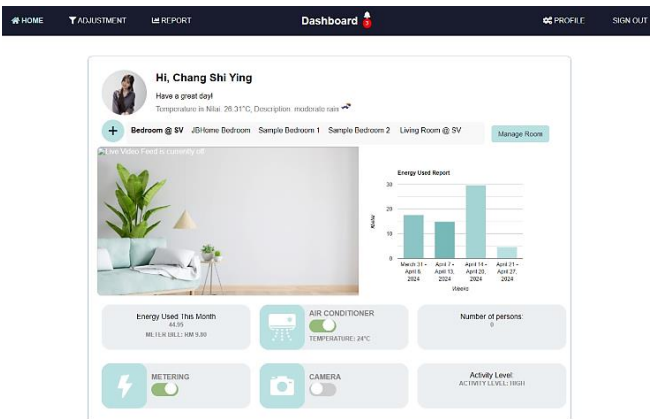 HOME
ADJUSTMENT
REPORT
Dashboard
3
PROFILE
SIGN OUT
Hi, Chang Shi Ying
Have a great day!
Temperature in Nilai: 26.31°C, Description: moderate rain
Bedroom @ SV JBHome Bedroom Sample Bedroom 1 Sample Bedroom 2 Living Room @ SV
Manage Room
Live Video Feed is currently off
Energy Used Report
30
20
10
0
March 31 - April 6, 2024
April 7 - April 13, 2024
April 14 - April 20, 2024
April 21 - April 27, 2024
Weeks
Energy Used This Month
44.95
METER BILL: RM 9.80
AIR CONDITIONER
TEMPERATURE: 24°C
Number of persons:
0
METERING
CAMERA
Activity Level:
ACTIVITY LEVEL: HIGH